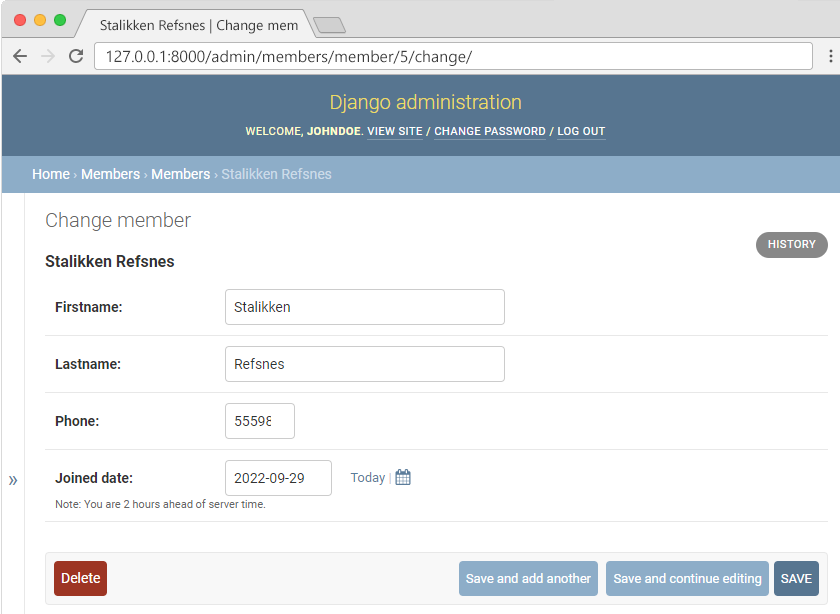 Stalikken Refsnes | Change mem
127.0.0.1:8000/admin/members/member/5/change/
Django administration
WELCOME, JOHNDOE. VIEW SITE / CHANGE PASSWORD / LOG OUT
Home › Members › Members › Stalikken Refsnes
Change member
HISTORY
Stalikken Refsnes
Firstname: Stalikken
Lastname: Refsnes
Phone: 55598
» Joined date: 2022-09-29 Today |
Note: You are 2 hours ahead of server time.
Delete Save and add another Save and continue editing SAVE